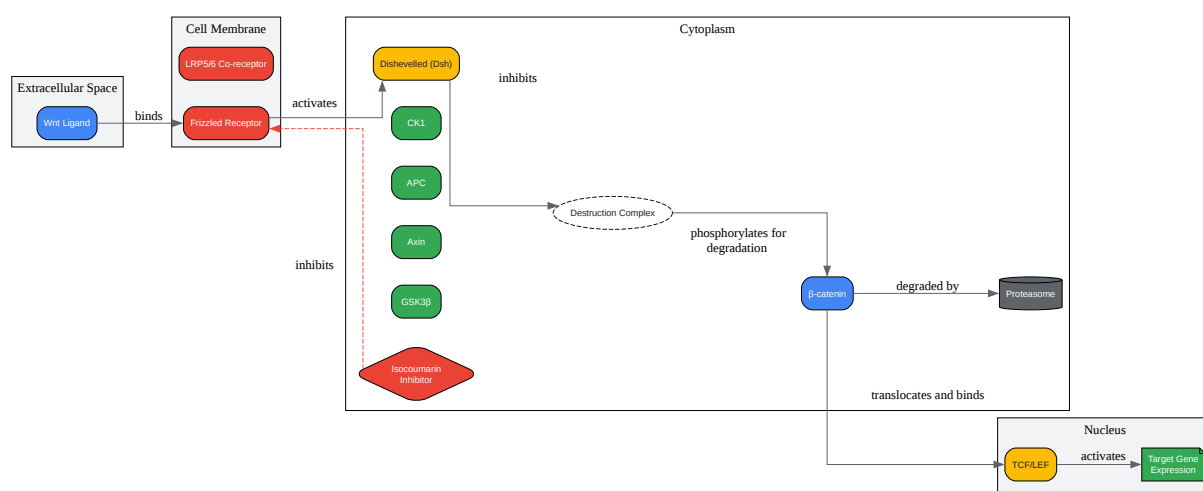 Extracellular Space
Wnt Ligand
binds
Cell Membrane
LRP5/6 Co-receptor
Frizzled Receptor
activates
inhibits
Cytoplasm
Dishevelled (Dsh)
inhibits
CK1
APC
Axin
GSK3β
Isocoumarin
Inhibitor
Destruction Complex
phosphorylates for
degradation
β-catenin
degraded by
Proteasome
translocates and binds
Nucleus
TCF/LEF
activates
Target Gene
Expression